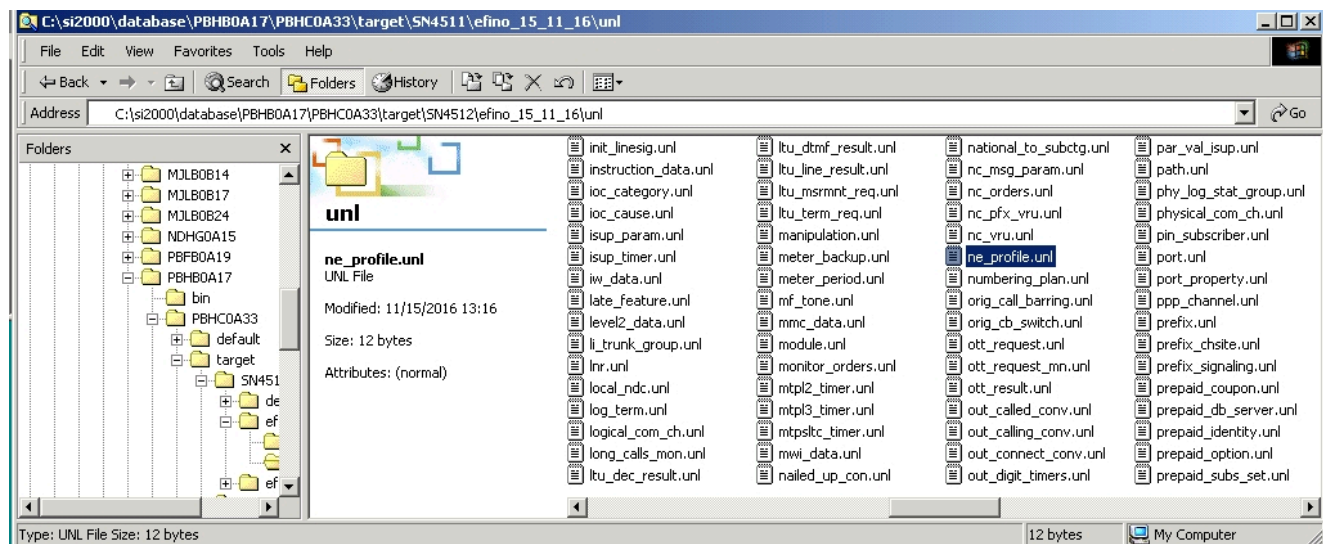 C:\si2000\database\PBHB0A17\PBHC0A33\target\SN4511\efino_15_11_16\unl
File Edit View Favorites Tools Help
Back Search Folders History
Address C:\si2000\database\PBHB0A17\PBHC0A33\target\SN4512\efino_15_11_16\unl Go
Folders
MJLB0B14
MJLB0B17
MJLB0B24
NDHG0A15
PBFB0A19
PBHB0A17
bin
PBHC0A33
default
target
SN451
de
ef
ef
unl
ne_profile.unl
UNL File
Modified: 11/15/2016 13:16
Size: 12 bytes
Attributes: (normal)
init_linesig.unl
instruction_data.unl
ioc_category.unl
ioc_cause.unl
isup_param.unl
isup_timer.unl
iw_data.unl
late_feature.unl
level2_data.unl
li_trunk_group.unl
lnr.unl
local_ndc.unl
log_term.unl
logical_com_ch.unl
long_calls_mon.unl
ltu_dec_result.unl
ltu_dtmf_result.unl
ltu_line_result.unl
ltu_msrmnt_req.unl
ltu_term_req.unl
manipulation.unl
meter_backup.unl
meter_period.unl
mf_tone.unl
mmc_data.unl
module.unl
monitor_orders.unl
mtpl2_timer.unl
mtpl3_timer.unl
mtpsltc_timer.unl
mwi_data.unl
nailed_up_con.unl
national_to_subctg.unl
nc_msg_param.unl
nc_orders.unl
nc_pfx_vru.unl
nc_vru.unl
ne_profile.unl
numbering_plan.unl
orig_call_barring.unl
orig_cb_switch.unl
ott_request.unl
ott_request_mn.unl
ott_result.unl
out_called_conv.unl
out_calling_conv.unl
out_connect_conv.unl
out_digit_timers.unl
par_val_isup.unl
path.unl
phy_log_stat_group.unl
physical_com_ch.unl
pin_subscriber.unl
port.unl
port_property.unl
ppp_channel.unl
prefix.unl
prefix_chsite.unl
prefix_signaling.unl
prepaid_coupon.unl
prepaid_db_server.unl
prepaid_identity.unl
prepaid_option.unl
prepaid_subs_set.unl
Type: UNL File Size: 12 bytes 12 bytes My Computer